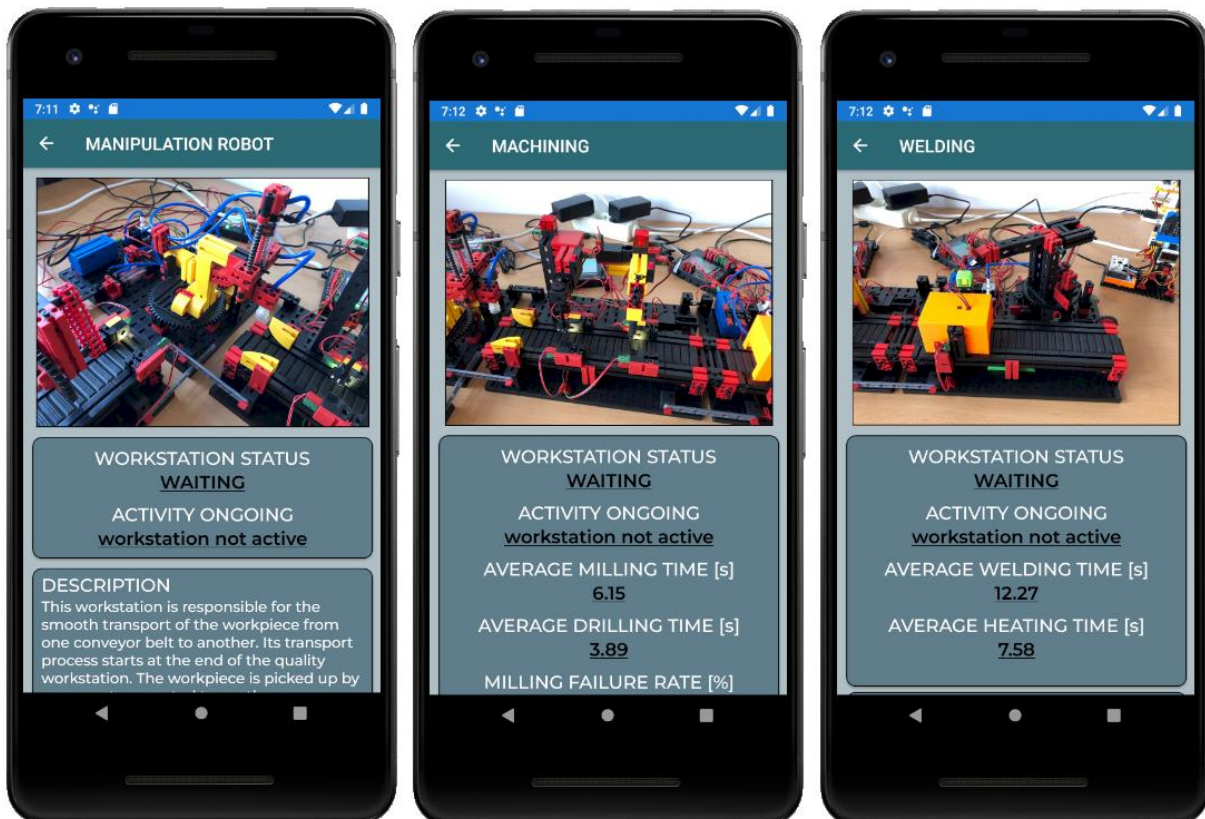 7:11
MANIPULATION ROBOT
WORKSTATION STATUS
WAITING
ACTIVITY ONGOING
workstation not active
DESCRIPTION
This workstation is responsible for the
smooth transport of the workpiece from
one conveyor belt to another. Its transport
process starts at the end of the quality
workstation. The workpiece is picked up by
7:12
MACHINING
WORKSTATION STATUS
WAITING
ACTIVITY ONGOING
workstation not active
AVERAGE MILLING TIME [s]
6.15
AVERAGE DRILLING TIME [s]
3.89
MILLING FAILURE RATE [%]
7:12
WELDING
WORKSTATION STATUS
WAITING
ACTIVITY ONGOING
workstation not active
AVERAGE WELDING TIME [s]
12.27
AVERAGE HEATING TIME [s]
7.58